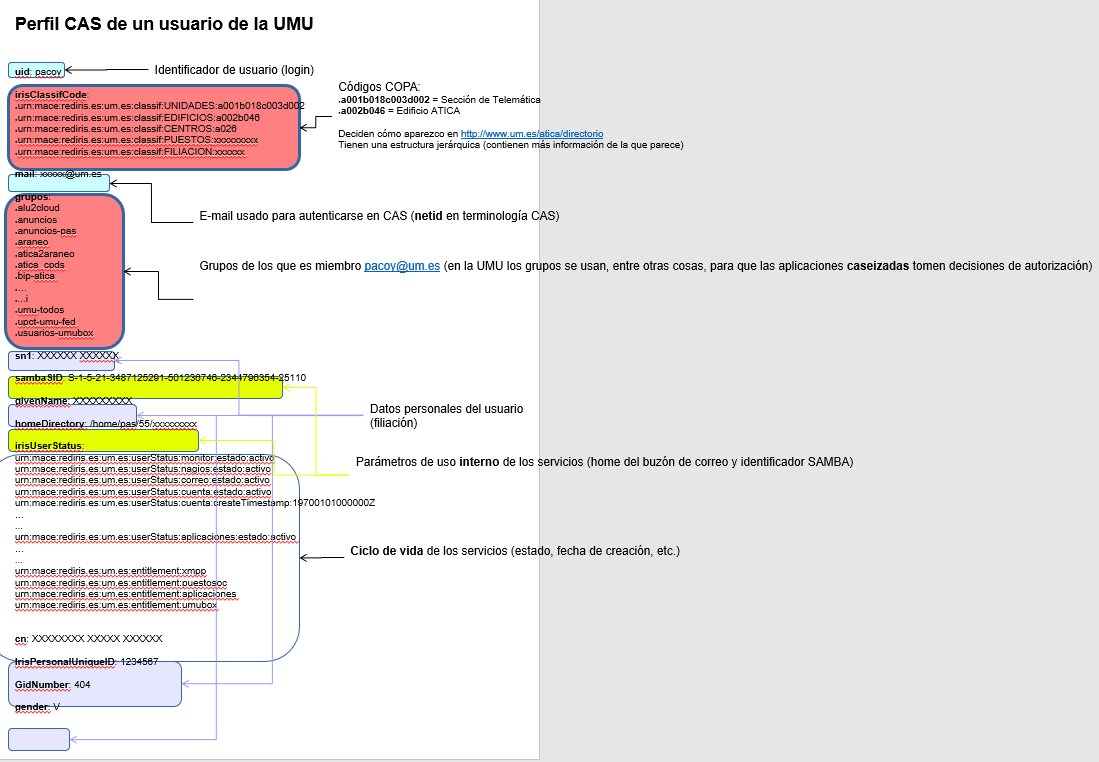 Perfil CAS de un usuario de la UMU
uid: pacoy
Identificador de usuario (login)
irisClassifCode:
.urn:mace:rediris.es:um.es:classif:UNIDADES:a001b018c003d002
.urn:mace:rediris.es:um.es:classif:EDIFICIOS:a002b046
.urn:mace:rediris.es:um.es:classif:CENTROS:a026
.urn:mace:rediris.es:um.es:classif:PUESTOS:xxxxxxxxx
.urn:mace:rediris.es:um.es:classif:FILIACION:xxxxxx
Códigos COPA:
.a001b018c003d002 = Sección de Telemática
.a002b046 = Edificio ATICA
Deciden cómo aparezco en http://www.um.es/atica/directorio
Tienen una estructura jerárquica (contienen más información de la que parece)
mail: xxxxx@um.es
E-mail usado para autenticarse en CAS (netid en terminología CAS)
grupos:
.alu2cloud
.anuncios
.anuncios-pas
.araneo
.atica2araneo
.atica_cpds
.bip-atica
.…
.…i
.umu-todos
.upct-umu-fed
.usuarios-umubox
Grupos de los que es miembro pacoy@um.es (en la UMU los grupos se usan, entre otras cosas, para que las aplicaciones caseizadas tomen decisiones de autorización)
sn1: XXXXXX XXXXXX
sambaSID: S-1-5-21-3487125291-501236746-2344796354-25110
givenName: XXXXXXXXX
homeDirectory: /home/pas/55/xxxxxxxx
Datos personales del usuario
(filiación)
irisUserStatus:
urn:mace:rediris.es:um.es:userStatus:monitor:estado:activo
urn:mace:rediris.es:um.es:userStatus:nagios:estado:activo
urn:mace:rediris.es:um.es:userStatus:correo:estado:activo
urn:mace:rediris.es:um.es:userStatus:cuenta:estado:activo
urn:mace:rediris.es:um.es:userStatus:cuenta:createTimestamp:19700101000000Z
…
...
urn:mace:rediris.es:um.es:userStatus:aplicaciones:estado:activo
…
...
urn:mace:rediris.es:um.es:entitlement:xmpp
urn:mace:rediris.es:um.es:entitlement:puestosoc
urn:mace:rediris.es:um.es:entitlement:aplicaciones
urn:mace:rediris.es:um.es:entitlement:umubox
Parámetros de uso interno de los servicios (home del buzón de correo y identificador SAMBA)
Ciclo de vida de los servicios (estado, fecha de creación, etc.)
cn: XXXXXXXX XXXXX XXXXXX
IrisPersonalUniqueID: 1234567
GidNumber: 404
gender: V